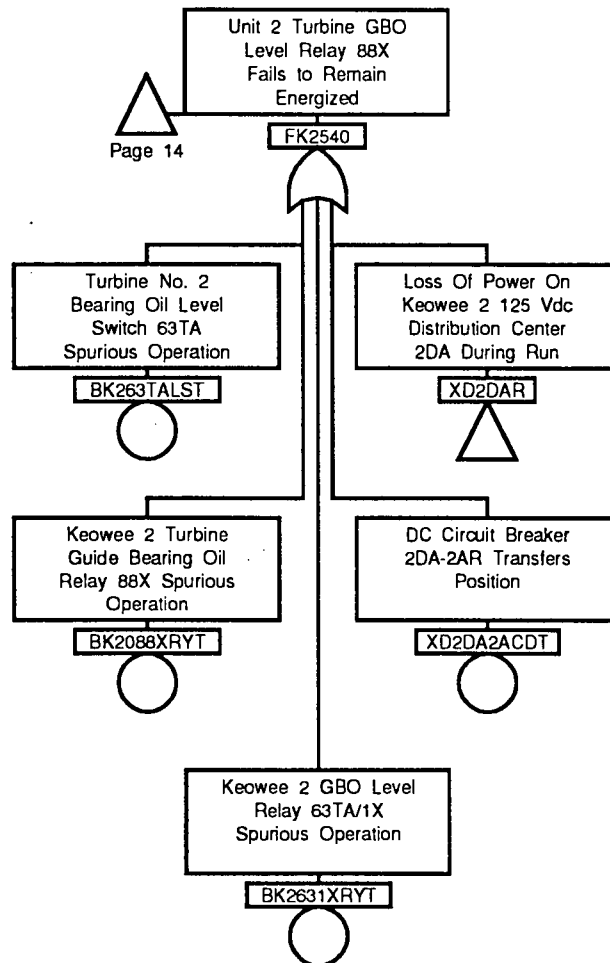 Unit 2 Turbine GBO
Level Relay 88X
Fails to Remain
Energized
Page 14
FK2540
Turbine No. 2
Bearing Oil Level
Switch 63TA
Spurious Operation
BK263TALST
Loss Of Power On
Keowee 2 125 Vdc
Distribution Center
2DA During Run
XD2DAR
Keowee 2 Turbine
Guide Bearing Oil
Relay 88X Spurious
Operation
BK2088XRYT
DC Circuit Breaker
2DA-2AR Transfers
Position
XD2DA2ACDT
Keowee 2 GBO Level
Relay 63TA/1X
Spurious Operation
BK2631XRYT